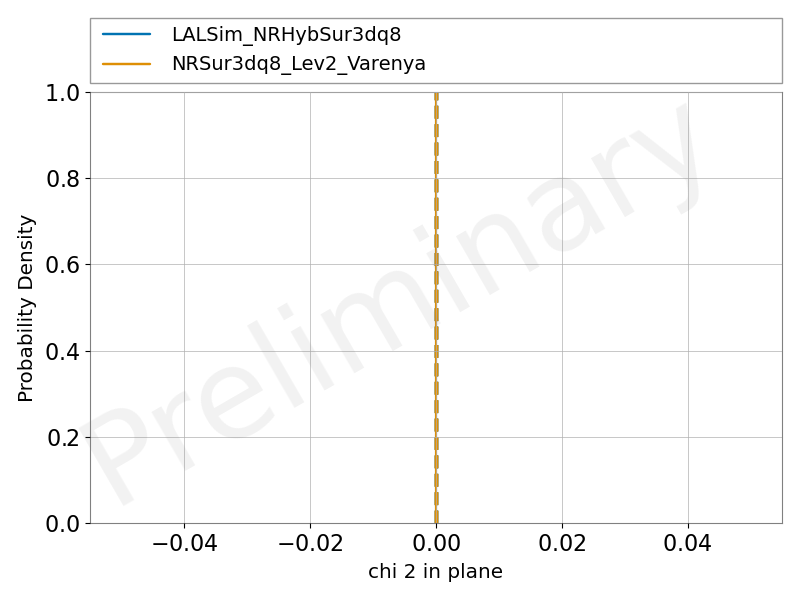 LALSim_NRHybSur3dq8
NRSur3dq8_Lev2_Varenya
Preliminary
Probability Density
1.0
0.8
0.6
0.4
0.2
0.0
−0.04 −0.02 0.00 0.02 0.04
chi 2 in plane